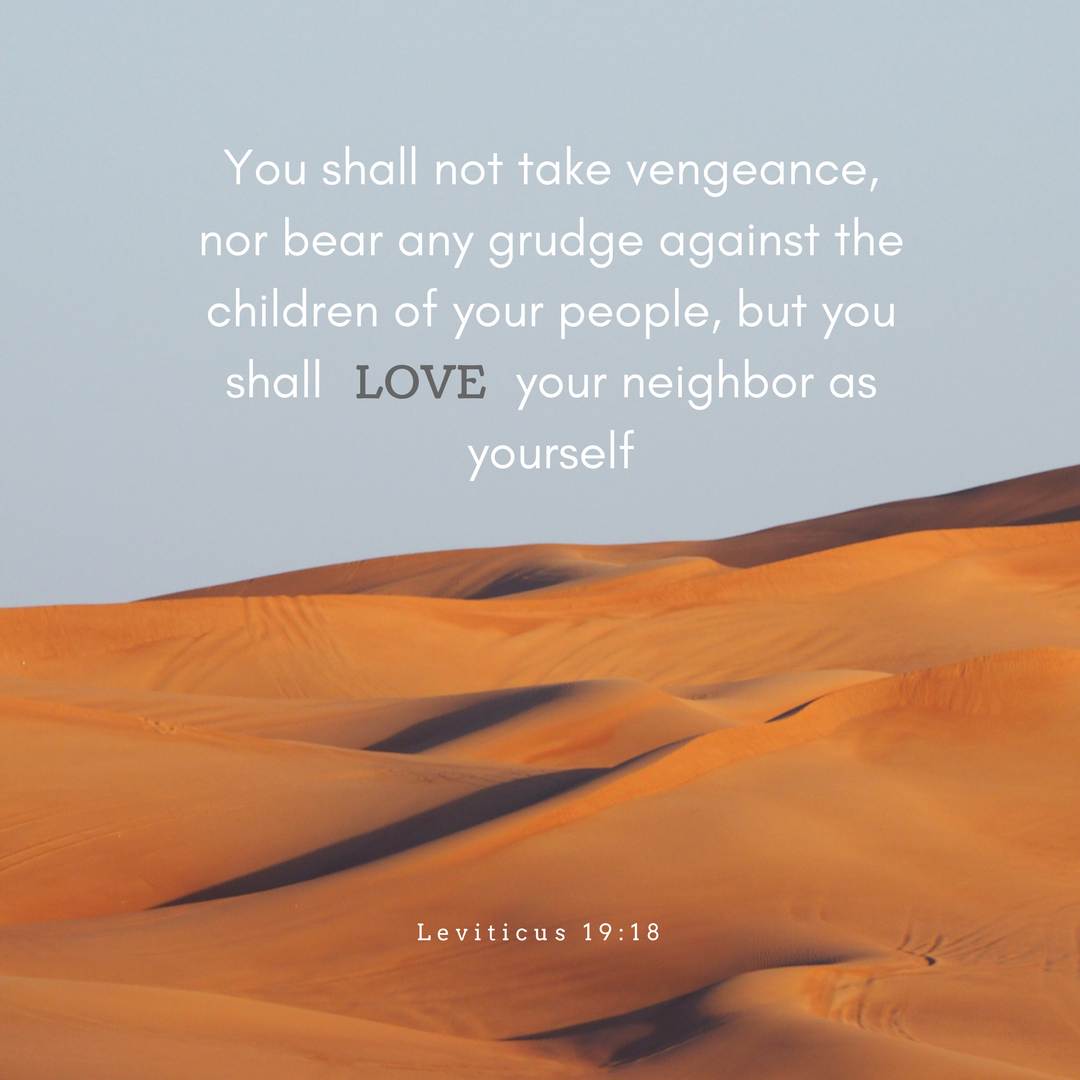 You shall not take vengeance,
nor bear any grudge against the
children of your people, but you
shall LOVE your neighbor as
yourself
Leviticus 19:18